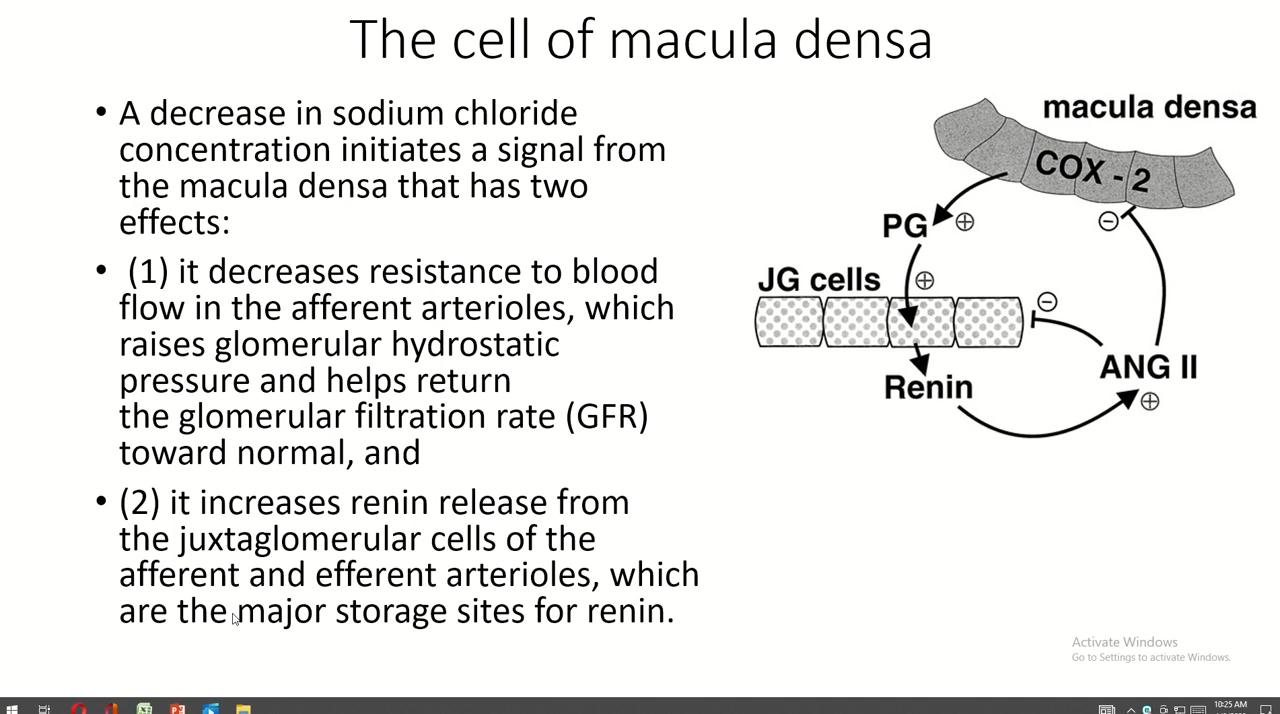 The cell of macula densa
• A decrease in sodium chloride
concentration initiates a signal from
the macula densa that has two
effects:
• (1) it decreases resistance to blood
flow in the afferent arterioles, which
raises glomerular hydrostatic
pressure and helps return
the glomerular filtration rate (GFR)
toward normal, and
• (2) it increases renin release from
the juxtaglomerular cells of the
afferent and efferent arterioles, which
are the major storage sites for renin.
macula densa
COX - 2
PG
JG cells
Renin
ANG II
Activate Windows
Go to Settings to activate Windows.
10:25 AM